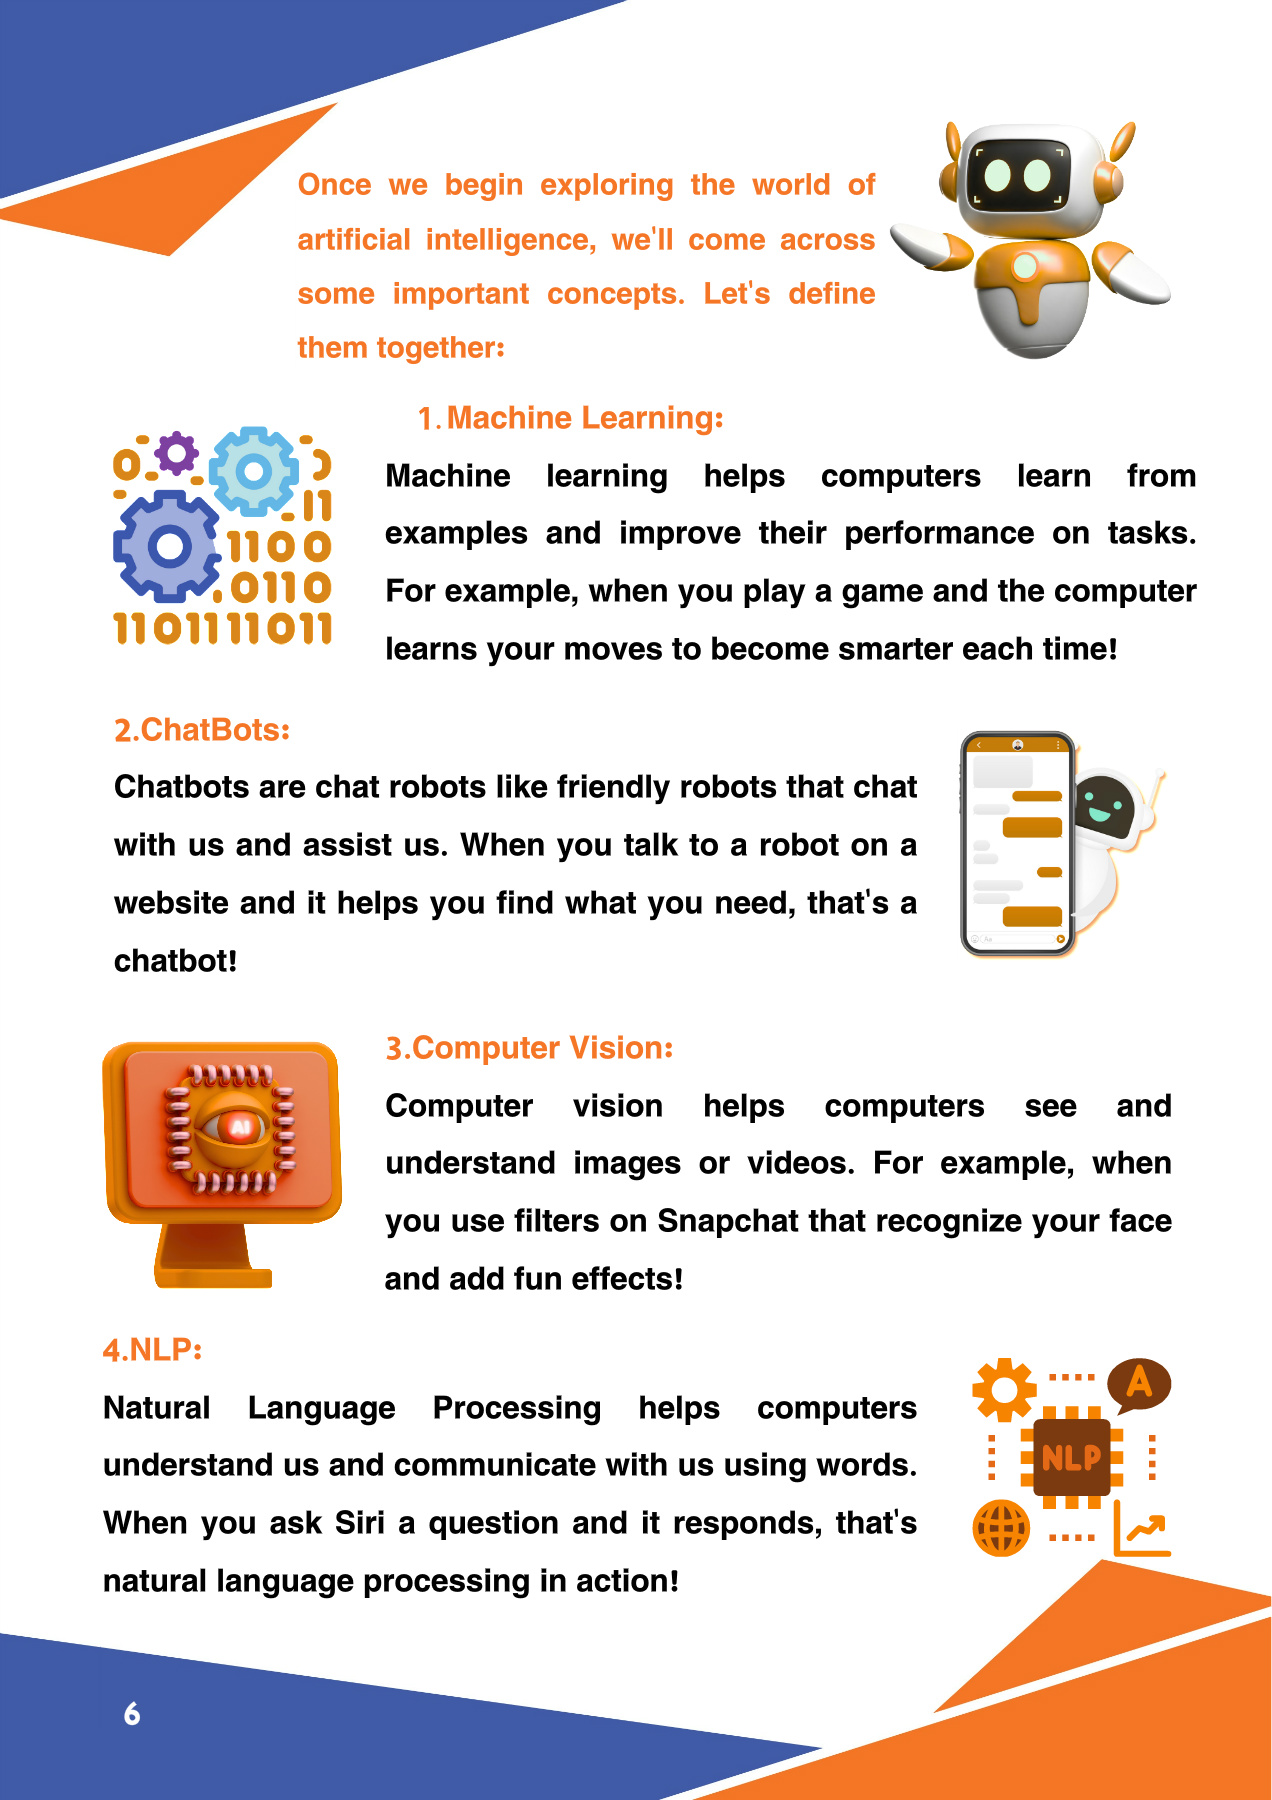 Once we begin exploring the world of
artificial intelligence, we'll come across
some important concepts. Let's define
them together:
1. Machine Learning:
Machine learning helps computers learn from
examples and improve their performance on tasks.
For example, when you play a game and the computer
learns your moves to become smarter each time!
1100
0110
1101111011
2.ChatBots:
Chatbots are chat robots like friendly robots that chat
with us and assist us. When you talk to a robot on a
website and it helps you find what you need, that's a
chatbot!
Aa
3.Computer Vision:
AI
Computer vision helps computers see and
understand images or videos. For example, when
you use filters on Snapchat that recognize your face
and add fun effects!
4.NLP:
Natural Language Processing helps computers
understand us and communicate with us using words.
When you ask Siri a question and it responds, that's
natural language processing in action!
A
NLP
6